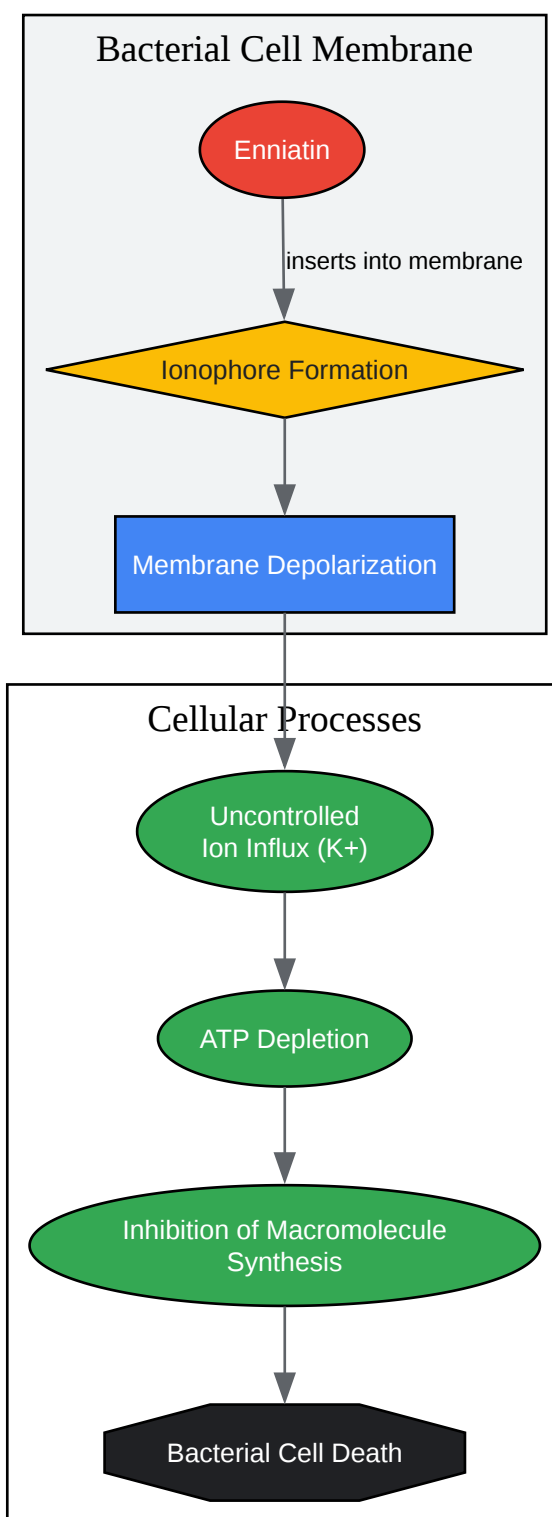 Bacterial Cell Membrane
Enniatin
inserts into membrane
Ionophore Formation
Membrane Depolarization
Cellular Processes
Uncontrolled
Ion Influx (K+)
ATP Depletion
Inhibition of Macromolecule
Synthesis
Bacterial Cell Death